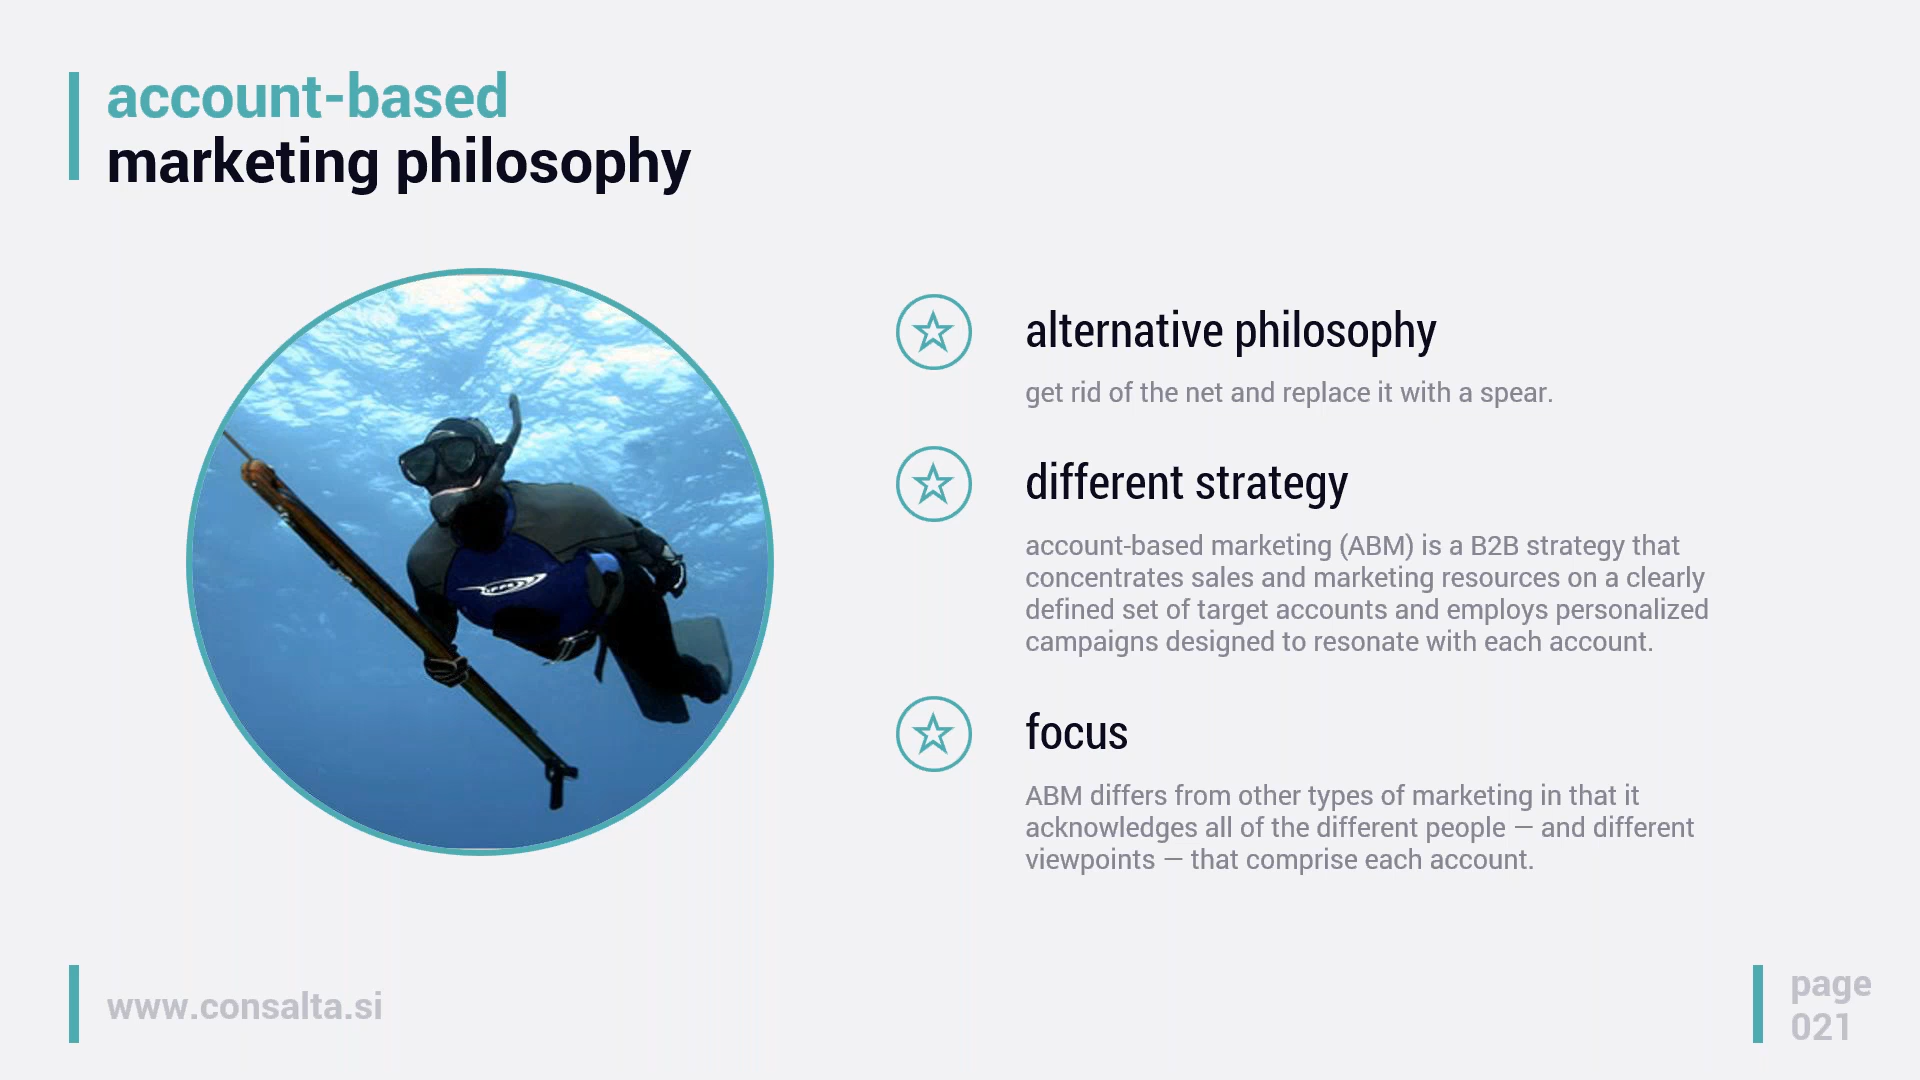 account-based
marketing philosophy
alternative philosophy
get rid of the net and replace it with a spear.
different strategy
account-based marketing (ABM) is a B2B strategy that
concentrates sales and marketing resources on a clearly
defined set of target accounts and employs personalized
campaigns designed to resonate with each account.
focus
ABM differs from other types of marketing in that it
acknowledges all of the different people — and different
viewpoints — that comprise each account.
www.consalta.si
page
021